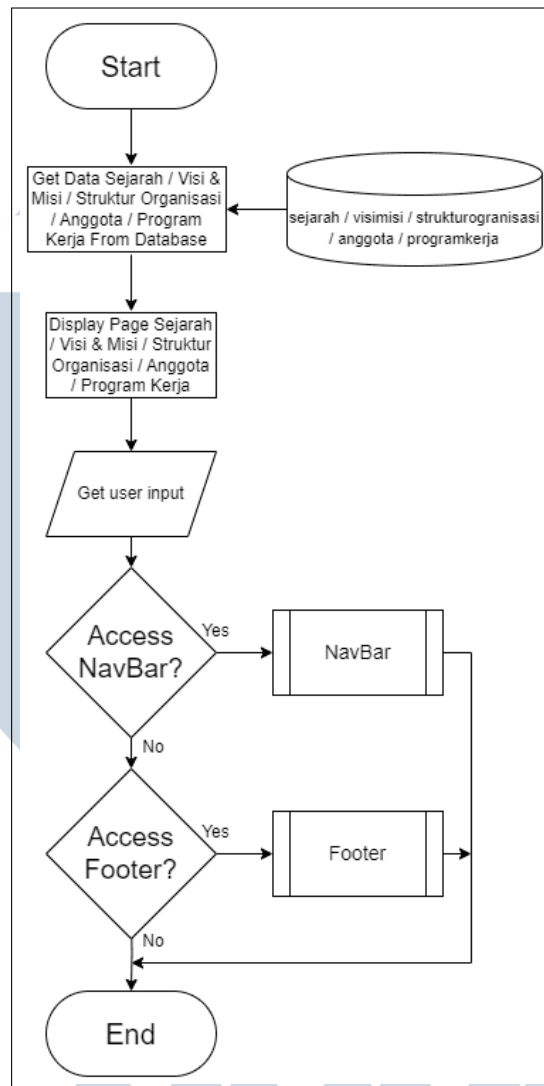 Start
Get Data Sejarah / Visi &
Misi / Struktur Organisasi
/ Anggota / Program
Kerja From Database
sejarah / visimisi / strukturogranisasi
/ anggota / programkerja
Display Page Sejarah
/ Visi & Misi / Struktur
Organisasi / Anggota
/ Program Kerja
Get user input
Access
NavBar?
Yes
NavBar
No
Access
Footer?
Yes
Footer
No
End